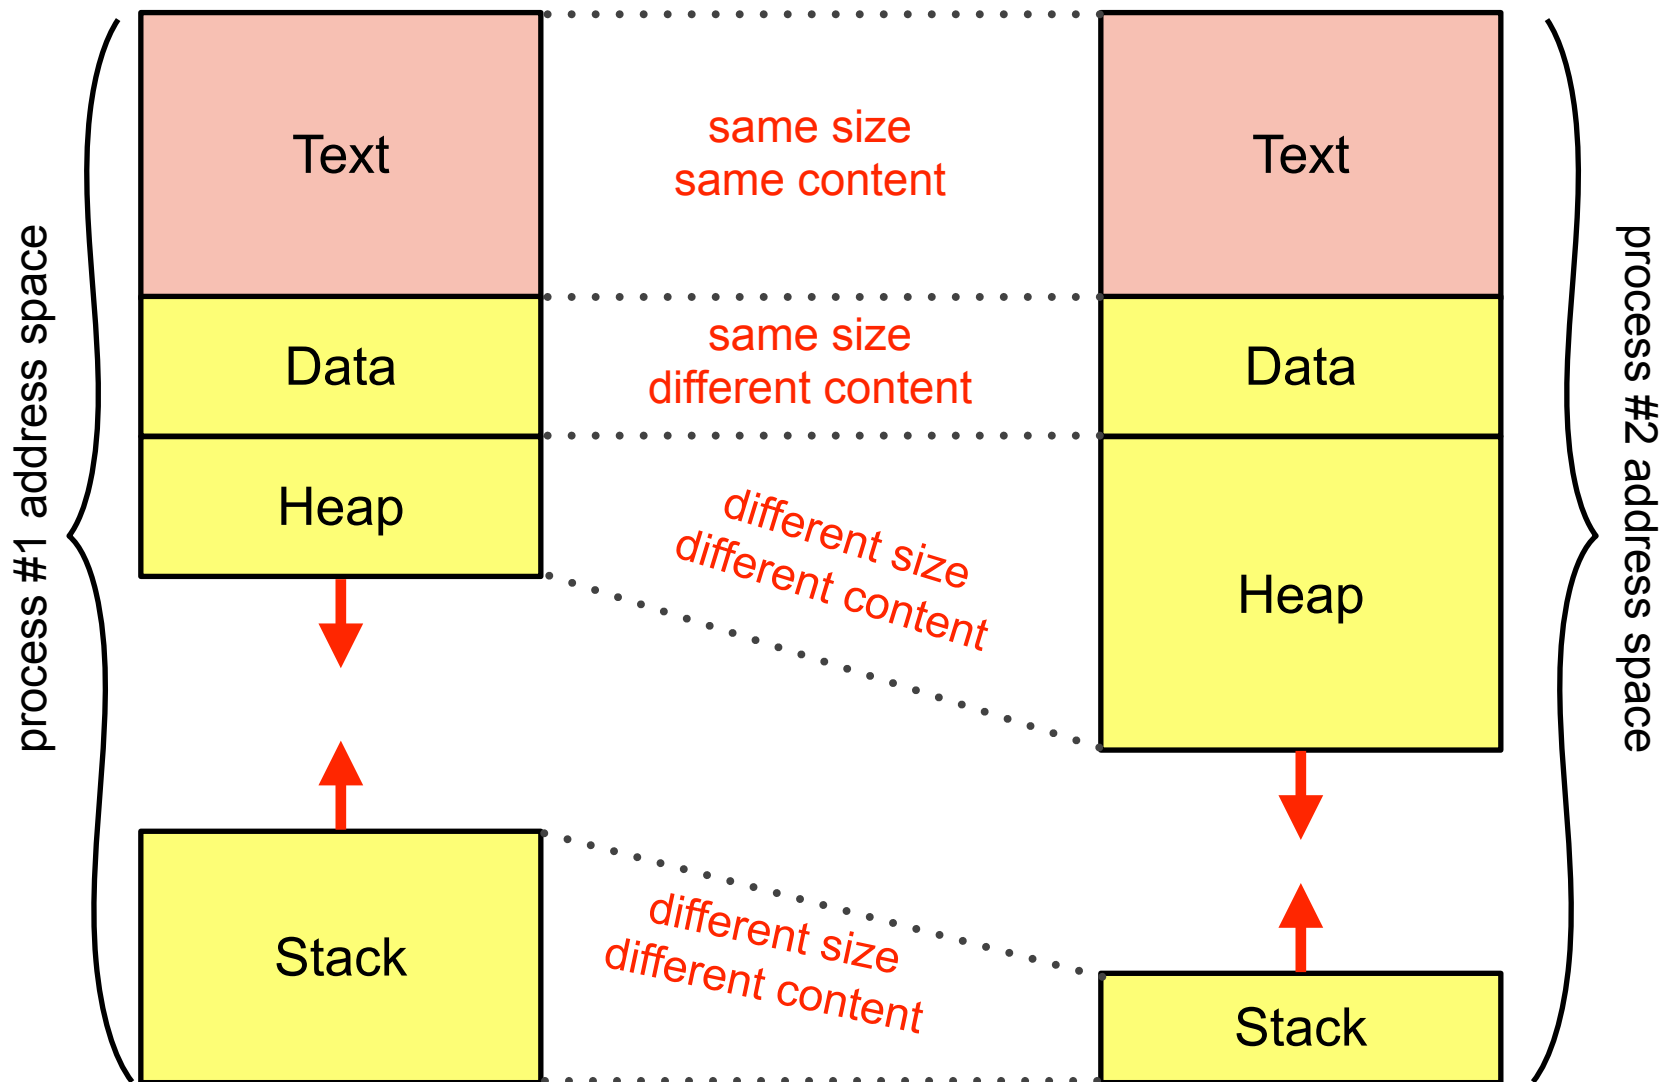 process #1 address space
Text
Data
Heap
Stack
same size
same content
same size
different content
different size
different content
different size
different content
Text
Data
Heap
Stack
process #2 address space